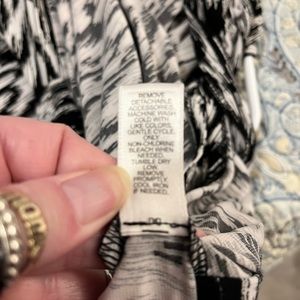 REMOVE
DETACHABLE
ACCESSORIES.
MACHINE WASH
COLD WITH
LIKE COLORS.
GENTLE CYCLE.
ONLY
NON-CHLORINE
BLEACH WHEN
NEEDED.
TUMBLE DRY
LOW.
REMOVE
PROMPTLY.
COOL IRON
IF NEEDED.